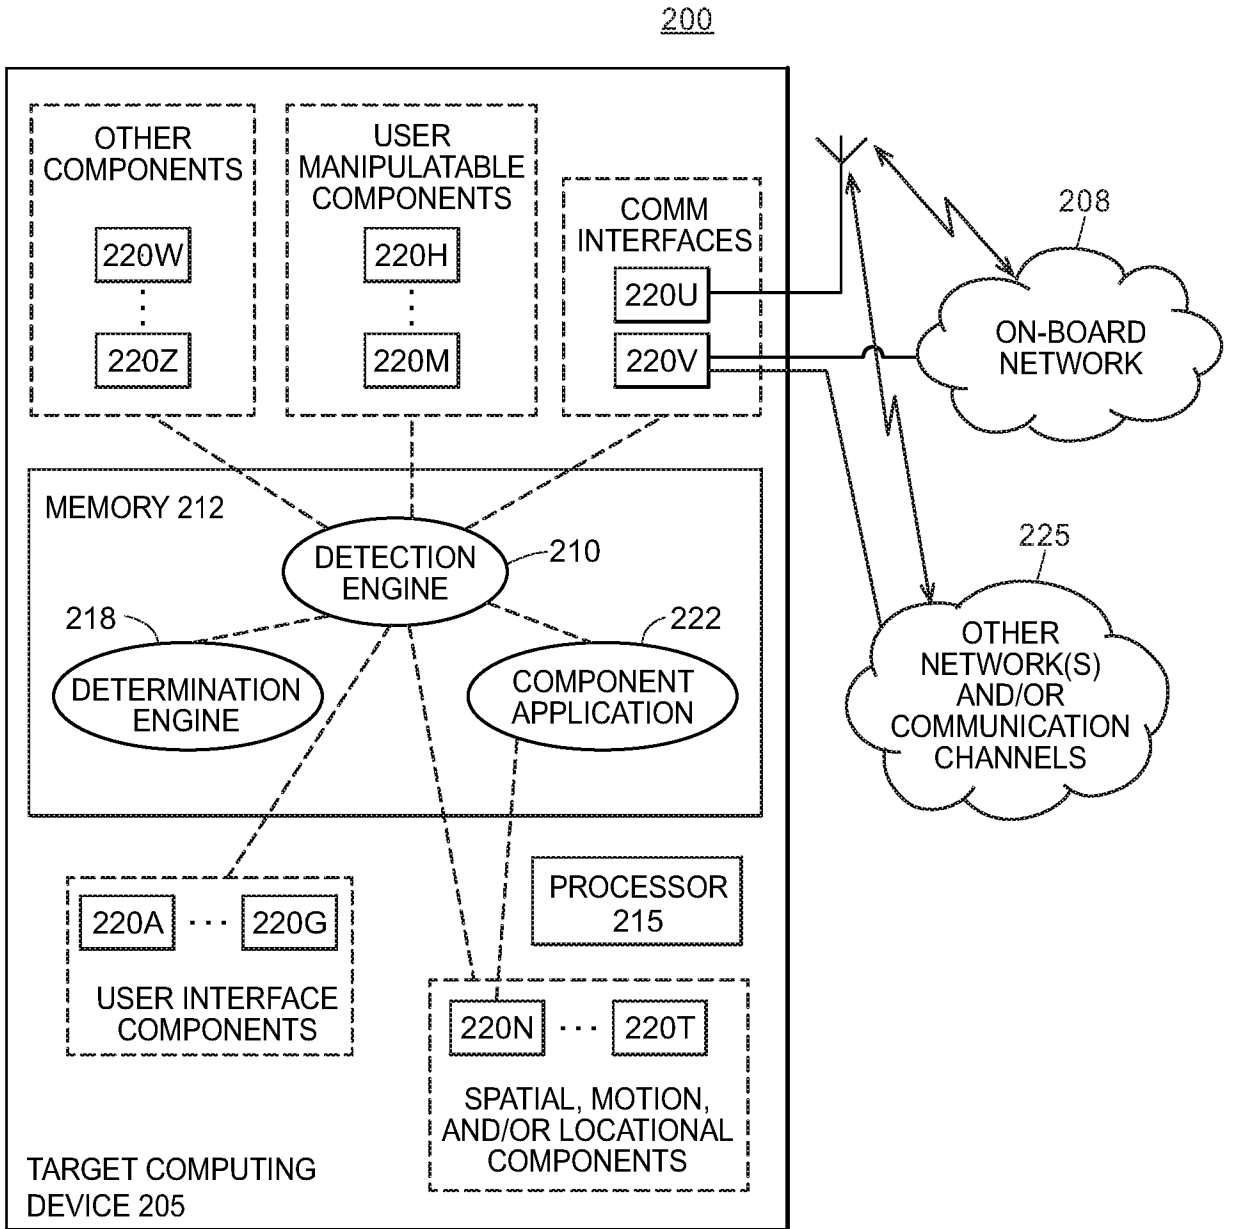 200
OTHER
COMPONENTS
220W
220Z
USER
MANIPULATABLE
COMPONENTS
220H
220M
COMM
INTERFACES
220U
220V
208
ON-BOARD
NETWORK
MEMORY 212
DETECTION
ENGINE
210
218
DETERMINATION
ENGINE
222
COMPONENT
APPLICATION
225
OTHER
NETWORK(S)
AND/OR
COMMUNICATION
CHANNELS
220A ... 220G
USER INTERFACE
COMPONENTS
PROCESSOR
215
220N ... 220T
SPATIAL, MOTION,
AND/OR LOCATIONAL
COMPONENTS
TARGET COMPUTING
DEVICE 205